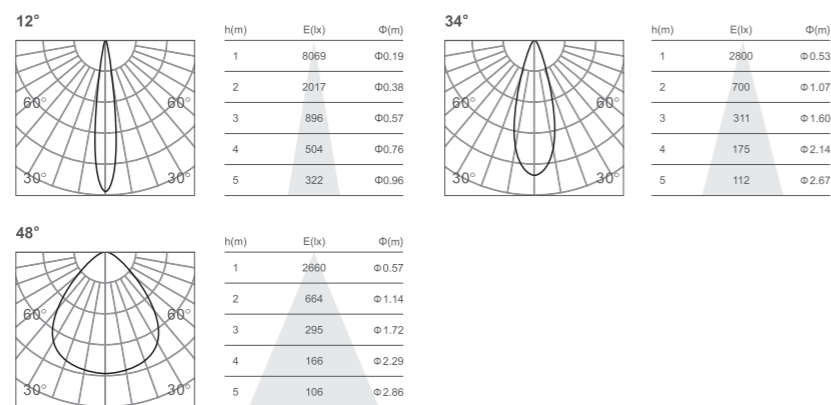 12°
60° 60°
30° 30°
h(m) E(lx) Φ(m)
1 8069 Φ0.19
2 2017 Φ0.38
3 896 Φ0.57
4 504 Φ0.76
5 322 Φ0.96
34°
60° 60°
30° 30°
h(m) E(lx) Φ(m)
1 2800 Φ0.53
2 700 Φ1.07
3 311 Φ1.60
4 175 Φ2.14
5 112 Φ2.67
48°
60° 60°
30° 30°
h(m) E(lx) Φ(m)
1 2660 Φ0.57
2 664 Φ1.14
3 295 Φ1.72
4 166 Φ2.29
5 106 Φ2.86